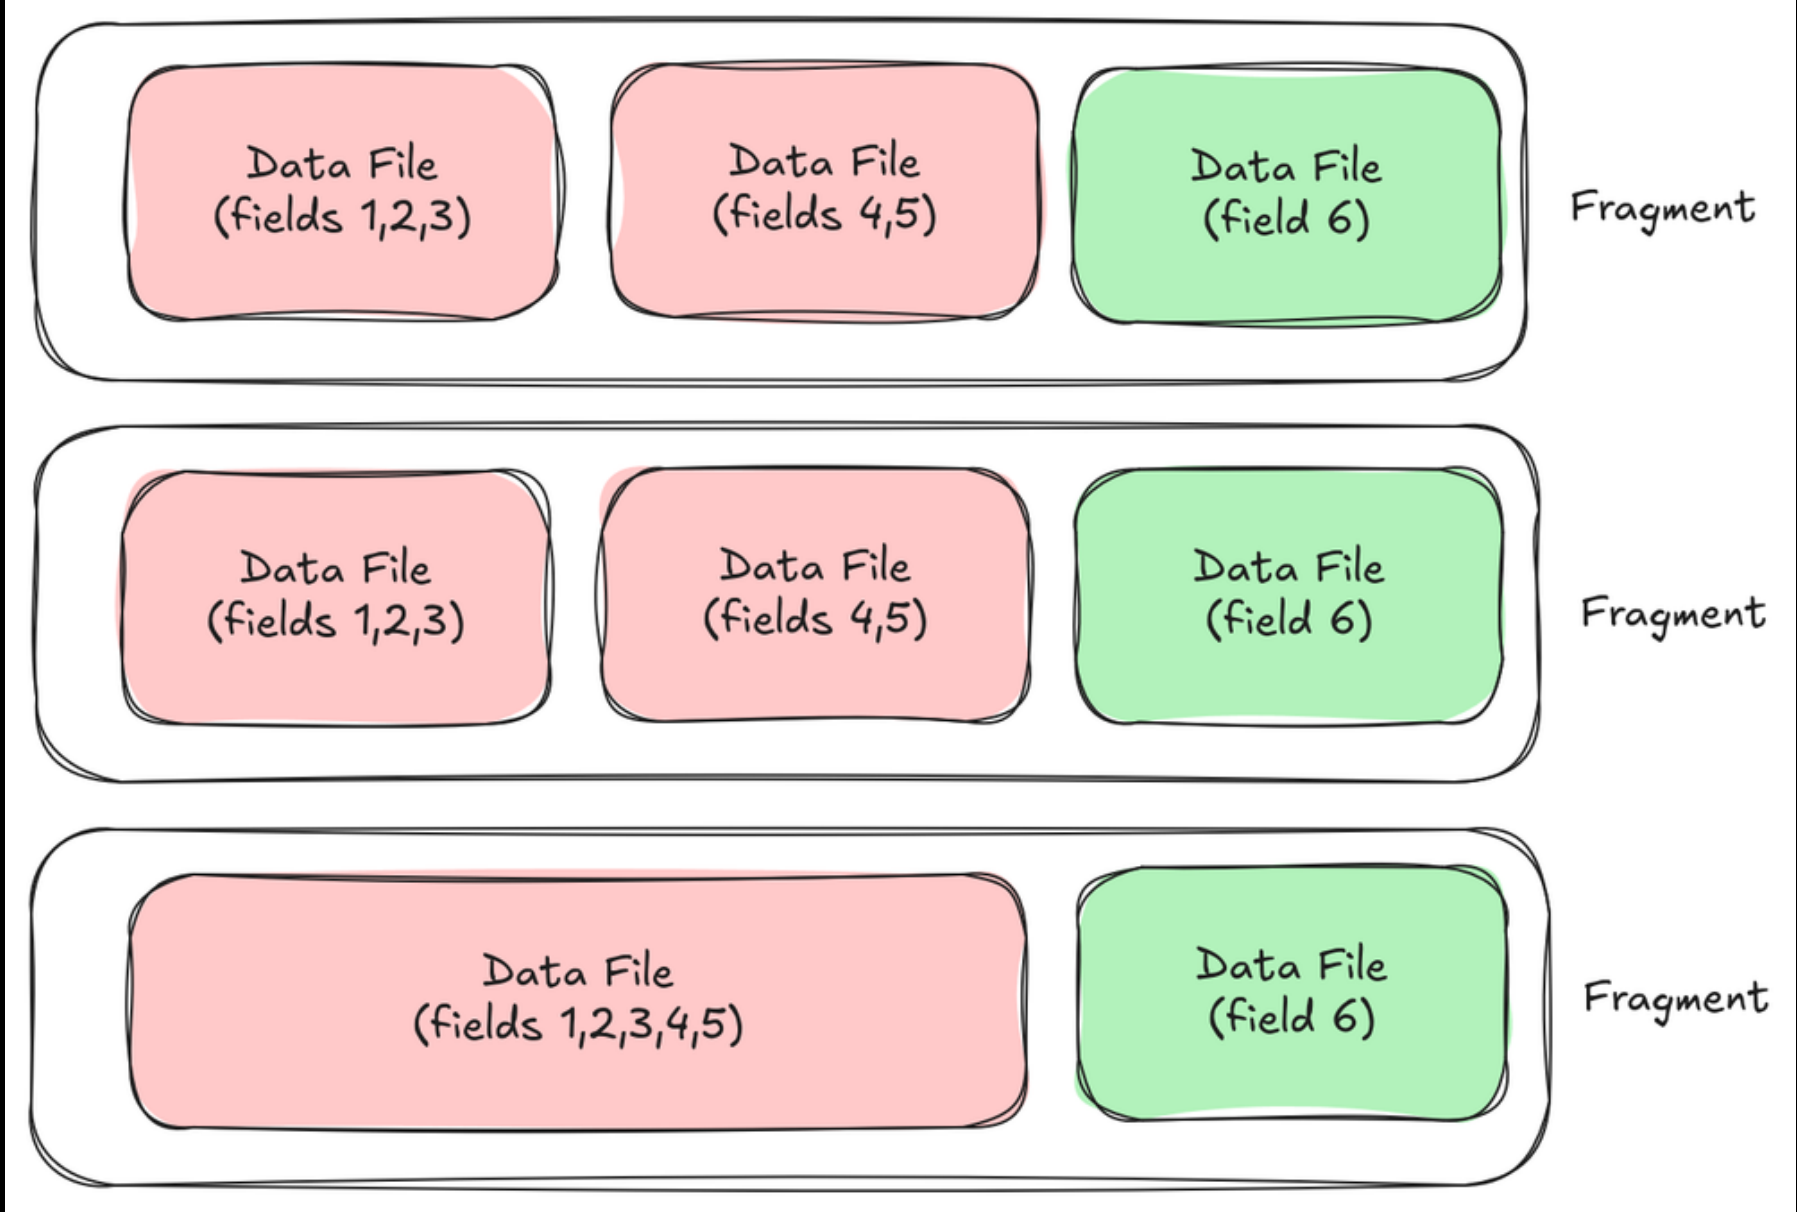 Data File
(fields 1,2,3)
Data File
(fields 4,5)
Data File
(field 6)
Fragment
Data File
(fields 1,2,3)
Data File
(fields 4,5)
Data File
(field 6)
Fragment
Data File
(fields 1,2,3,4,5)
Data File
(field 6)
Fragment